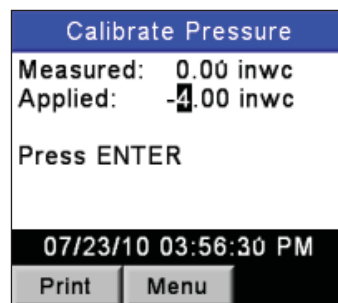 Calibrate Pressure
Measured: 0.00 inwc
Applied: -4.00 inwc
Press ENTER
07/23/10 03:56:30 PM
Print Menu